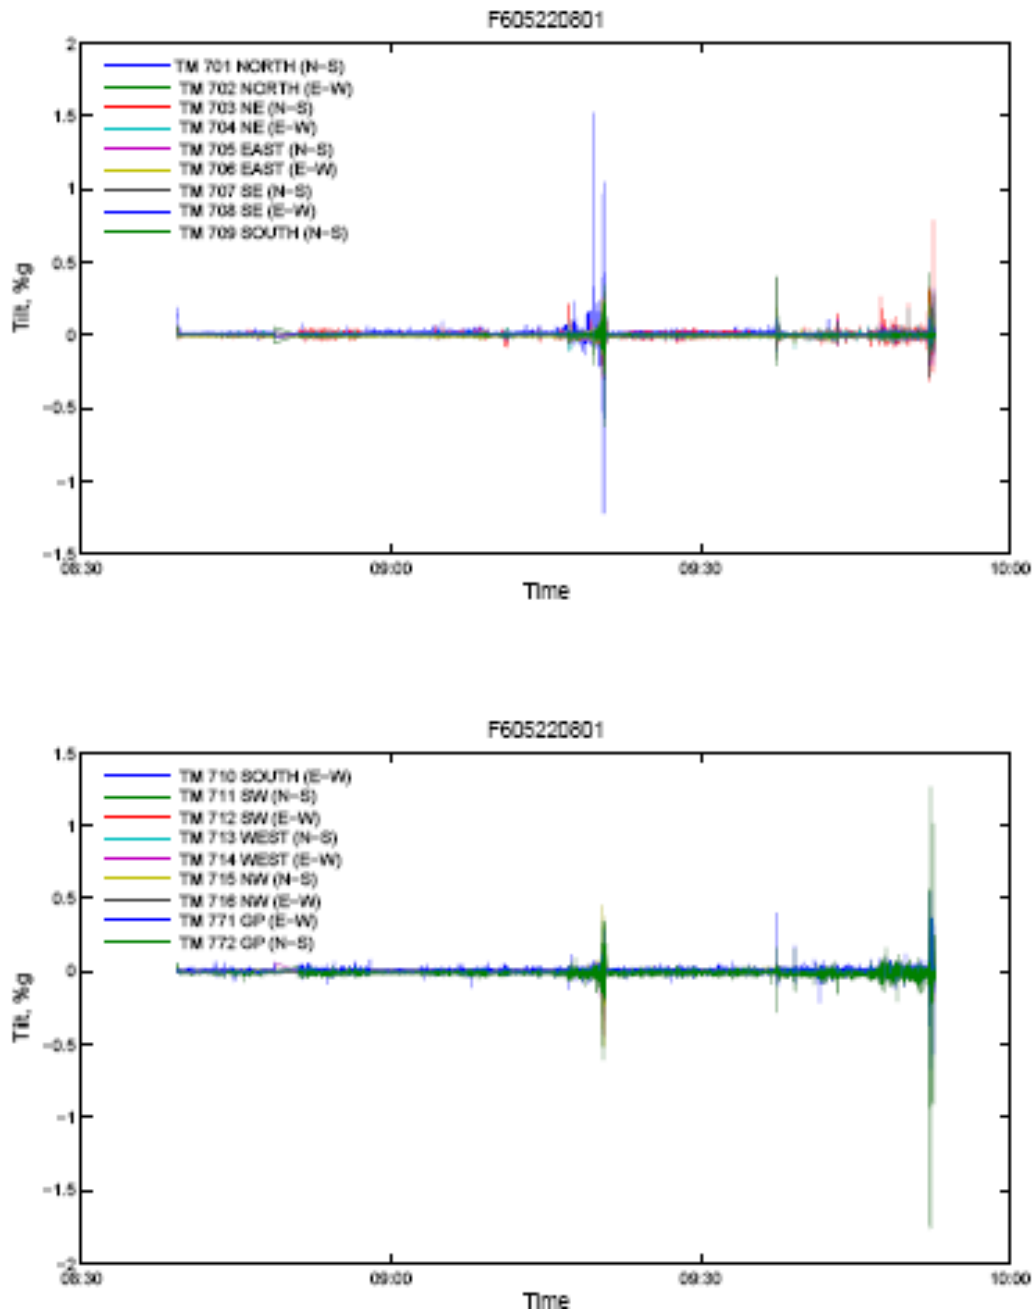 F605220801
2
1.5
1
0.5
0
−0.5
−1
−1.5
Tilt, %g
TM 701 NORTH (N−S)
TM 702 NORTH (E−W)
TM 703 NE (N−S)
TM 704 NE (E−W)
TM 705 EAST (N−S)
TM 706 EAST (E−W)
TM 707 SE (N−S)
TM 708 SE (E−W)
TM 709 SOUTH (N−S)
08:30 09:00 09:30 10:00
Time
F605220801
1.5
1
0.5
0
−0.5
−1
−1.5
−2
Tilt, %g
TM 710 SOUTH (E−W)
TM 711 SW (N−S)
TM 712 SW (E−W)
TM 713 WEST (N−S)
TM 714 WEST (E−W)
TM 715 NW (N−S)
TM 716 NW (E−W)
TM 771 GP (E−W)
TM 772 GP (N−S)
08:30 09:00 09:30 10:00
Time